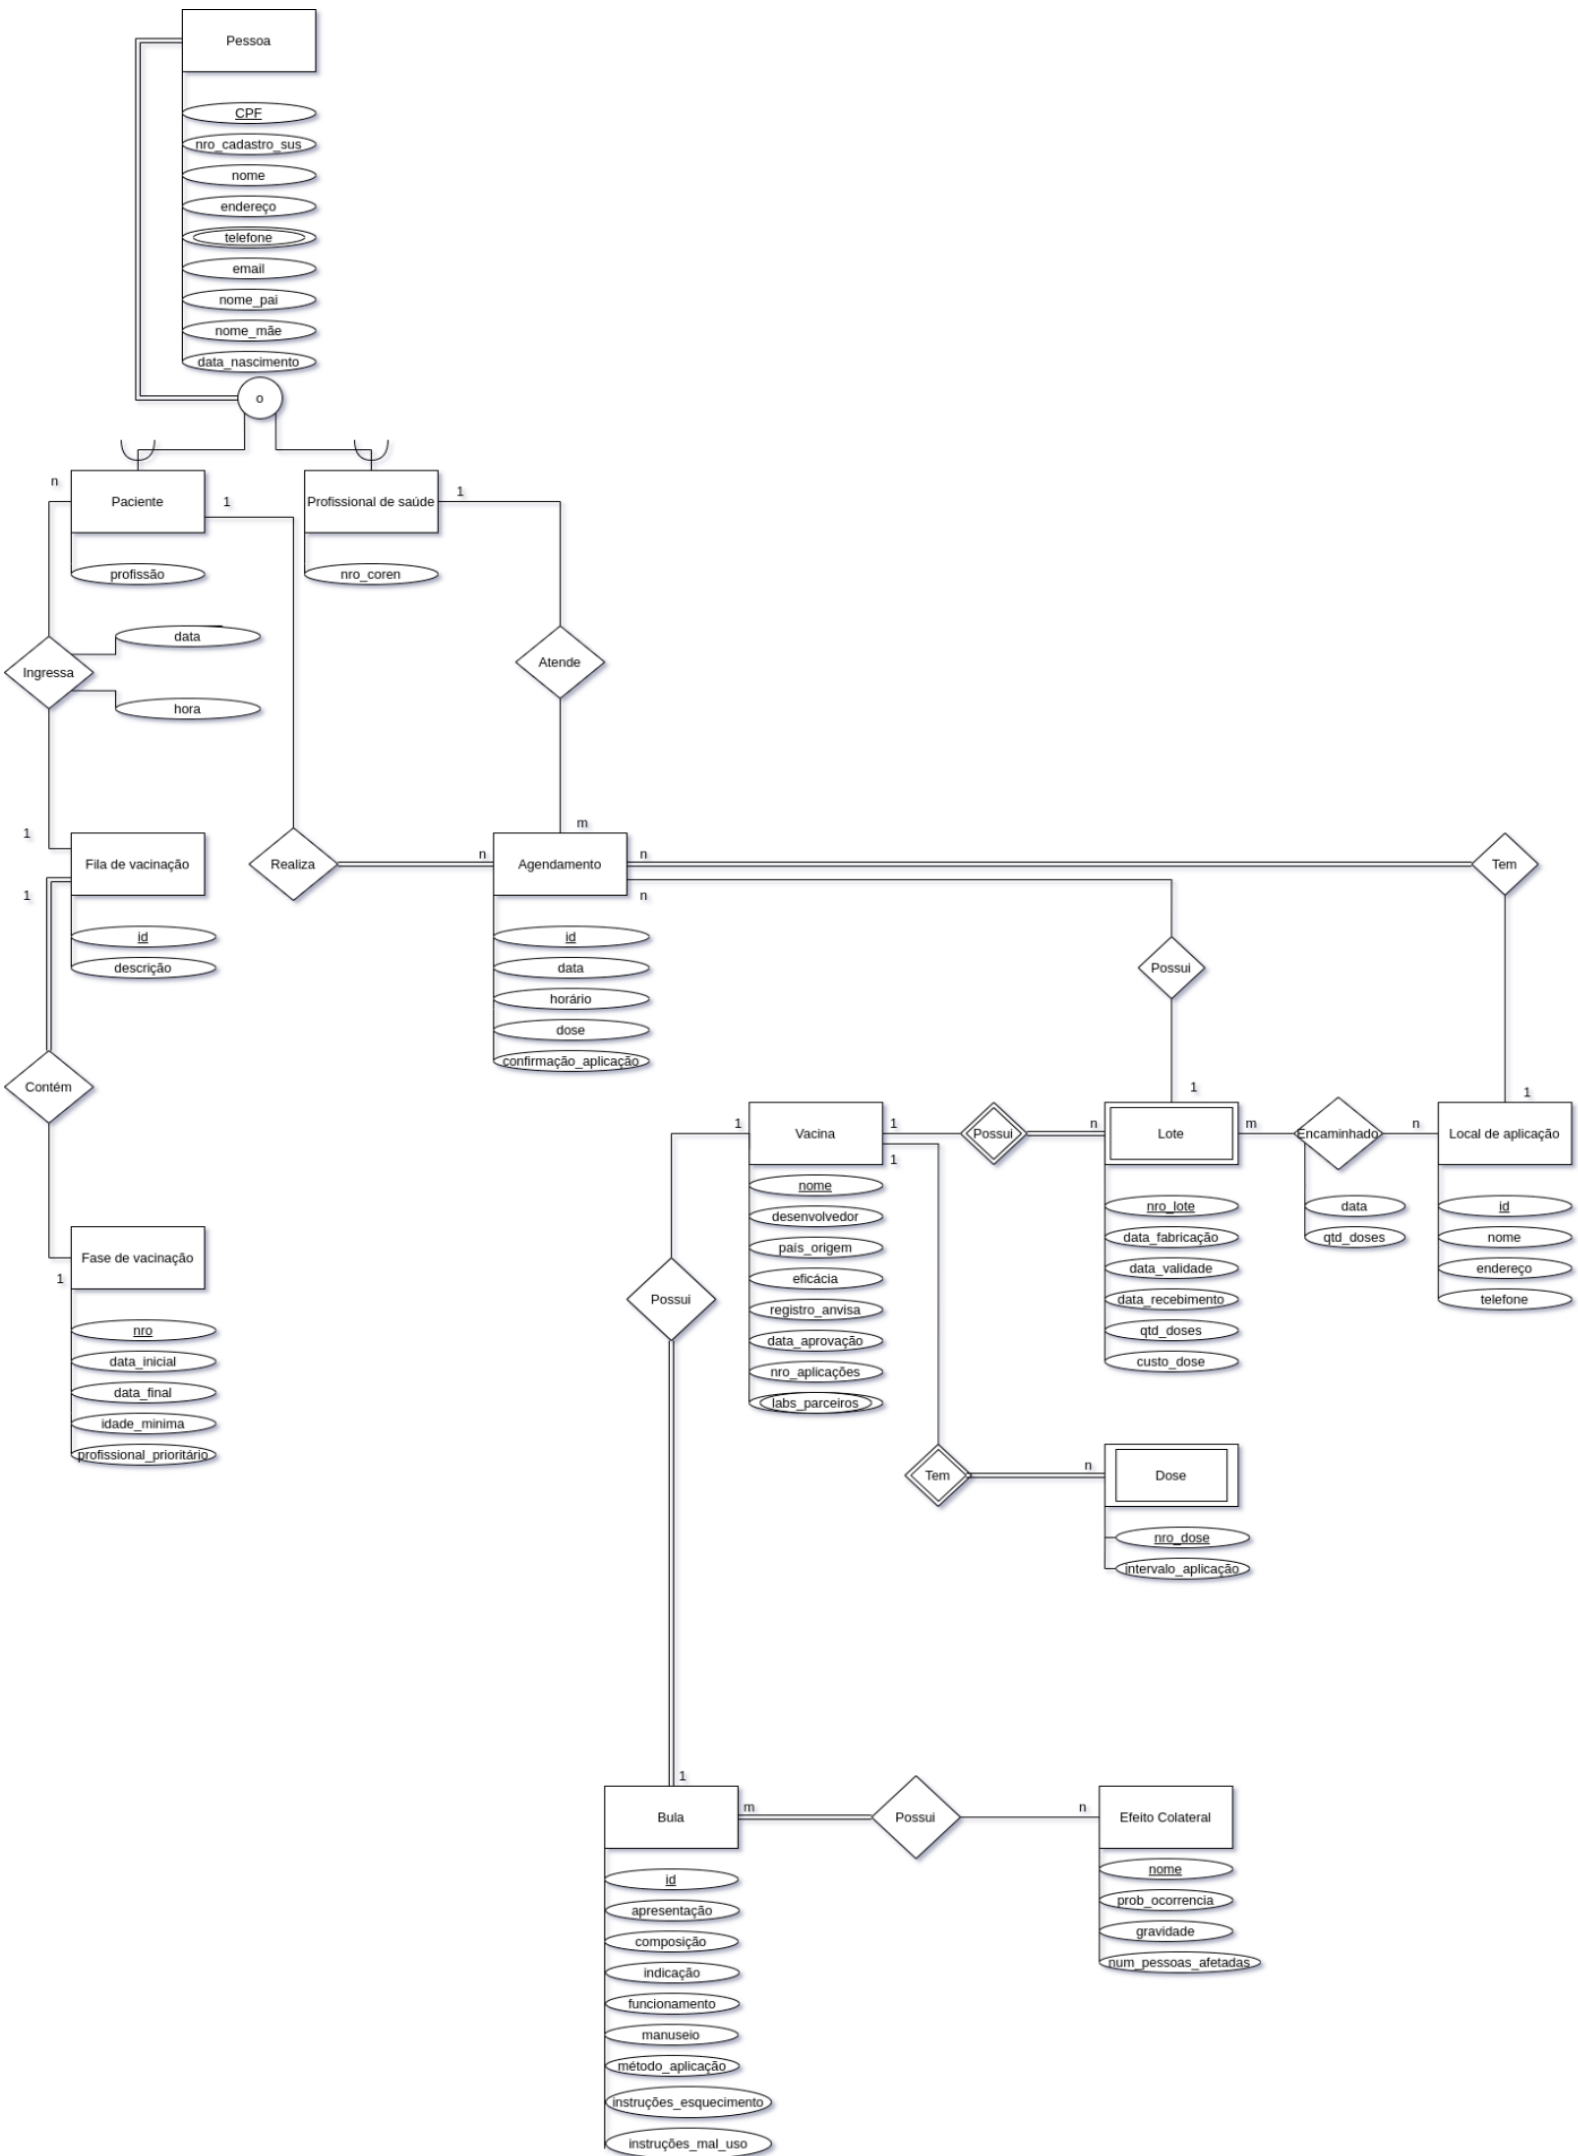 Pessoa
CPF
nro_cadastro_sus
nome
endereço
telefone
email
nome_pai
nome_mãe
data_nascimento
o
n
Paciente
1
Profissional de saúde
1
profissão
nro_coren
data
Ingressa
hora
Atende
m
1
Fila de vacinação
1
id
descrição
Realiza
n
Agendamento
n
n
Tem
id
data
horário
dose
confirmação_aplicação
Possui
1
1
Contém
Fase de vacinação
1
nro
data_inicial
data_final
idade_minima
profissional_prioritário
1
Vacina
1
1
Possui
n
Lote
m
Encaminhado
n
Local de aplicação
nome
desenvolvedor
país_origem
eficácia
registro_anvisa
data_aprovação
nro_aplicações
labs_parceiros
nro_lote
data_fabricação
data_validade
data_recebimento
qtd_doses
custo_dose
data
qtd_doses
id
nome
endereço
telefone
Possui
Tem
n
Dose
nro_dose
intervalo_aplicação
1
Bula
m
Possui
n
Efeito Colateral
id
apresentação
composição
indicação
funcionamento
manuseio
método_aplicação
instruções_esquecimento
instruções_mal_uso
nome
prob_ocorrencia
gravidade
num_pessoas_afetadas